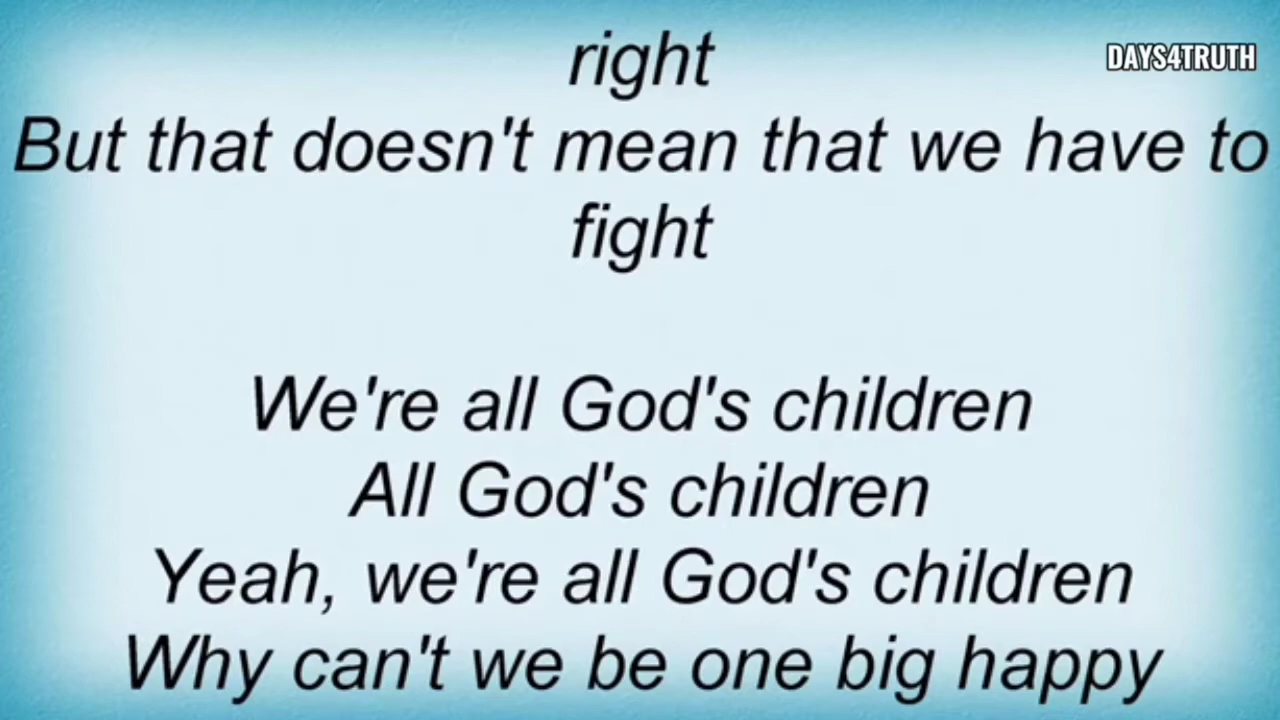 right
DAYS4TRUTH
But that doesn't mean that we have to
fight
We're all God's children
All God's children
Yeah, we're all God's children
Why can't we be one big happy